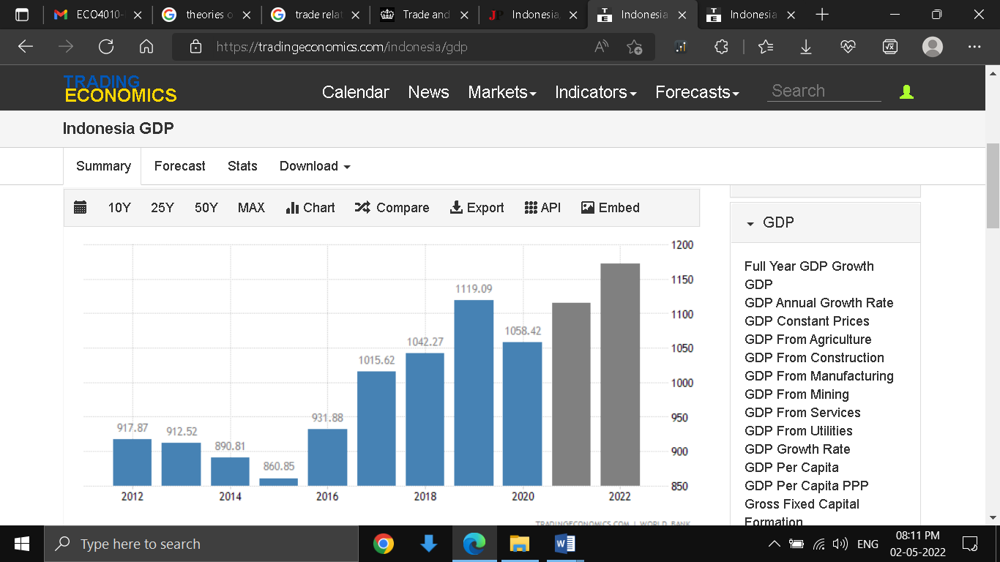 ECO4010-
theories o
trade relat
Trade and
JP Indonesia,
TE Indonesia
TE Indonesia
https://tradingeconomics.com/indonesia/gdp
TRADING
ECONOMICS
Calendar News Markets Indicators Forecasts Search
Indonesia GDP
Summary Forecast Stats Download
10Y 25Y 50Y MAX Chart Compare Export API Embed
GDP
Full Year GDP Growth
GDP
GDP Annual Growth Rate
GDP Constant Prices
GDP From Agriculture
GDP From Construction
GDP From Manufacturing
GDP From Mining
GDP From Services
GDP From Utilities
GDP Growth Rate
GDP Per Capita
GDP Per Capita PPP
Gross Fixed Capital
Formation
1200
1150
1100
1050
1000
950
900
850
917.87
912.52
890.81
860.85
931.88
1015.62
1042.27
1119.09
1058.42
2012 2014 2016 2018 2020 2022
TRADINGECONOMICS.COM | WORLD BANK
Type here to search
ENG
08:11 PM
02-05-2022